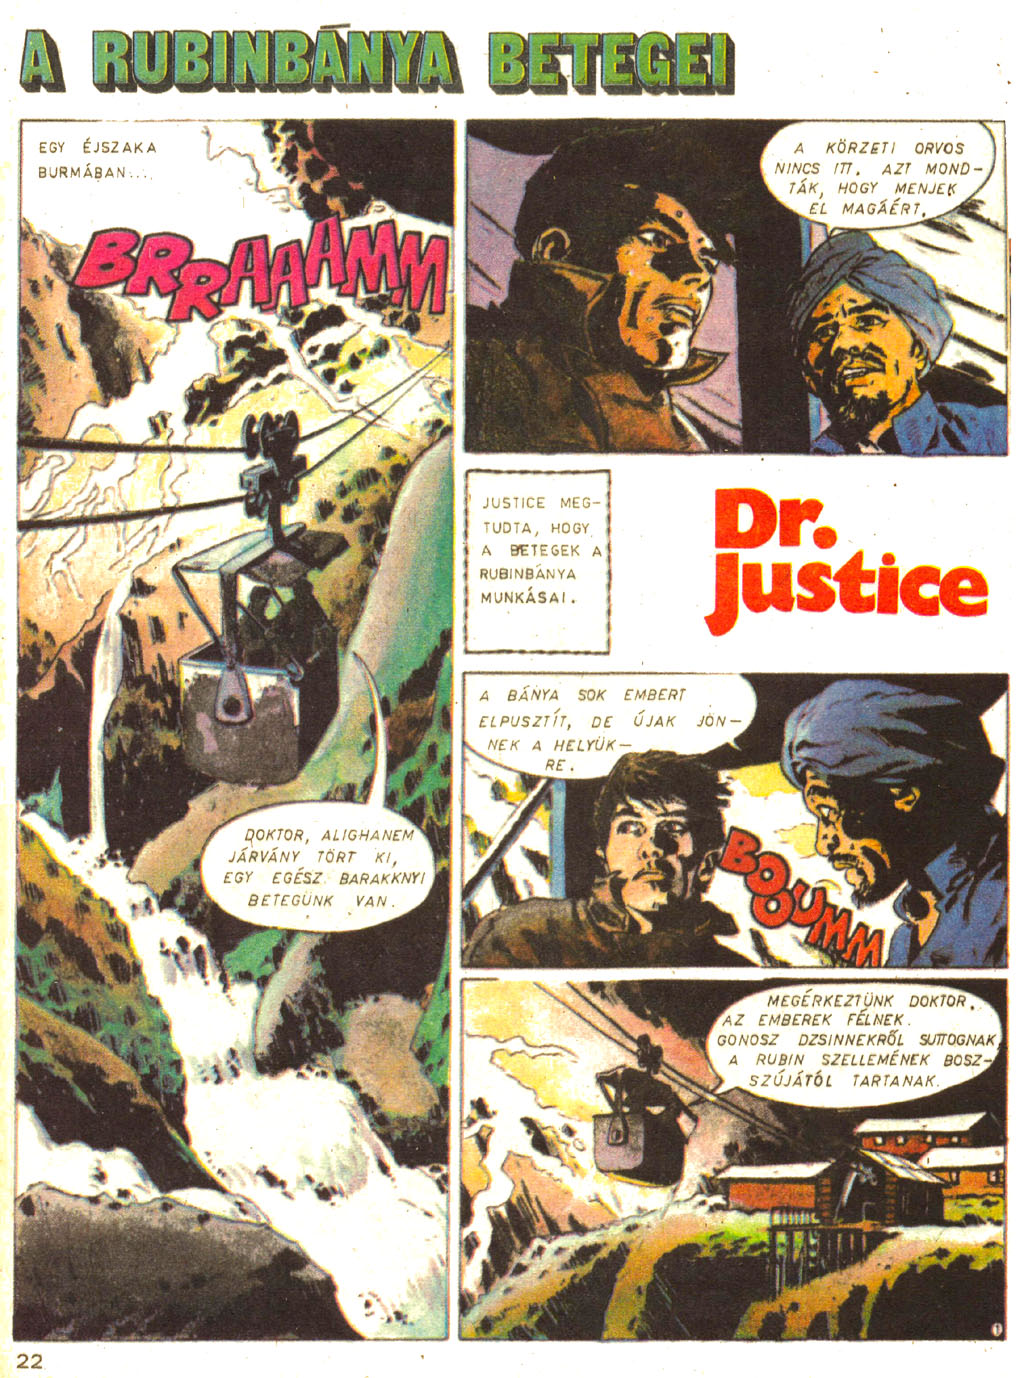 A RUBINBÁNYA BETEGEI
EGY ÉJSZAKA
BURMÁBAN...
BRRAAAMM
DOKTOR, ALIGHANEM
JÁRVÁNY TÖRT KI,
EGY EGÉSZ BARAKKNYI
BETEGÜNK VAN.
A KÖRZETI ORVOS
NINCS ITT. AZT MOND-
TÁK, HOGY MENJEK
EL MAGÁÉRT.
JUSTICE MEG-
TUDTA, HOGY
A BETEGEK A
RUBINBÁNYA
MUNKÁSAI.
Dr.
Justice
A BÁNYA SOK EMBERT
ELPUSZTÍT, DE ÚJAK JÖN-
NEK A HELYÜK-
RE.
BOOUMM
MEGÉRKEZTÜNK DOKTOR.
AZ EMBEREK FÉLNEK.
GONOSZ DZSINNEKRŐL SUTTOGNAK,
A RUBIN SZELLEMÉNEK BOSZ-
SZÚJÁTÓL TARTANAK.
1
22